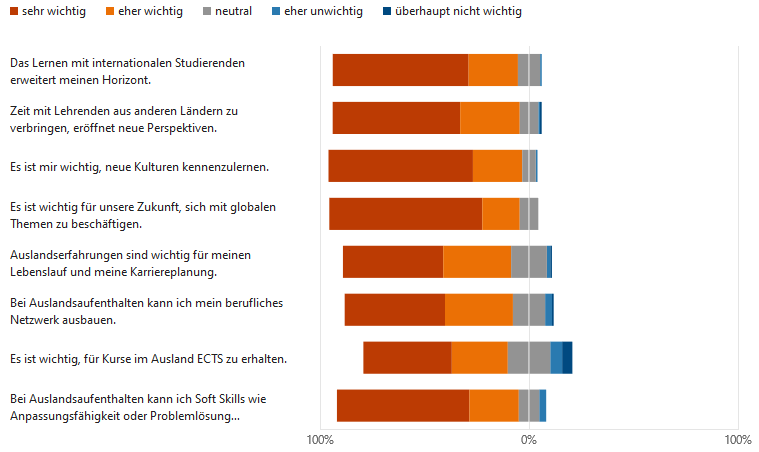 sehr wichtig eher wichtig neutral eher unwichtig überhaupt nicht wichtig
Das Lernen mit internationalen Studierenden
erweitert meinen Horizont.
Zeit mit Lehrenden aus anderen Ländern zu
verbringen, eröffnet neue Perspektiven.
Es ist mir wichtig, neue Kulturen kennenzulernen.
Es ist wichtig für unsere Zukunft, sich mit globalen
Themen zu beschäftigen.
Auslandserfahrungen sind wichtig für meinen
Lebenslauf und meine Karriereplanung.
Bei Auslandsaufenthalten kann ich mein berufliches
Netzwerk ausbauen.
Es ist wichtig, für Kurse im Ausland ECTS zu erhalten.
Bei Auslandsaufenthalten kann ich Soft Skills wie
Anpassungsfähigkeit oder Problemlösung...
100% 0% 100%